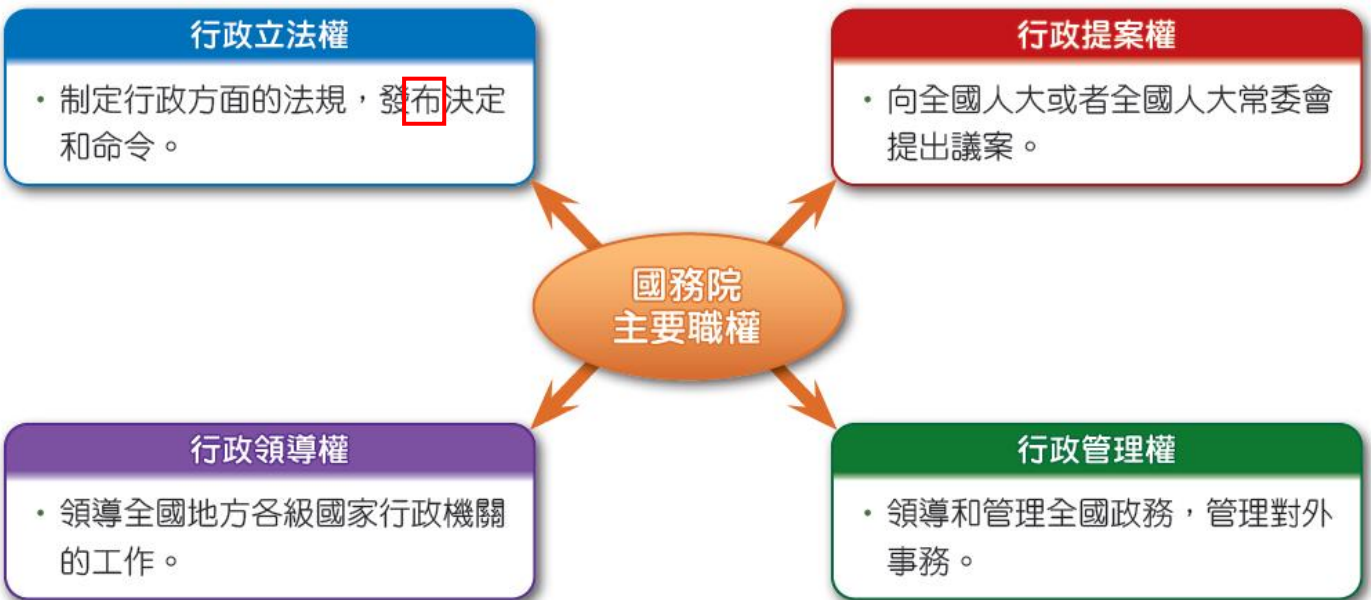 行政立法權
・制定行政方面的法規，發布決定
和命令。
行政提案權
・向全國人大或者全國人大常委會
提出議案。
國務院
主要職權
行政領導權
・領導全國地方各級國家行政機關
的工作。
行政管理權
・領導和管理全國政務，管理對外
事務。